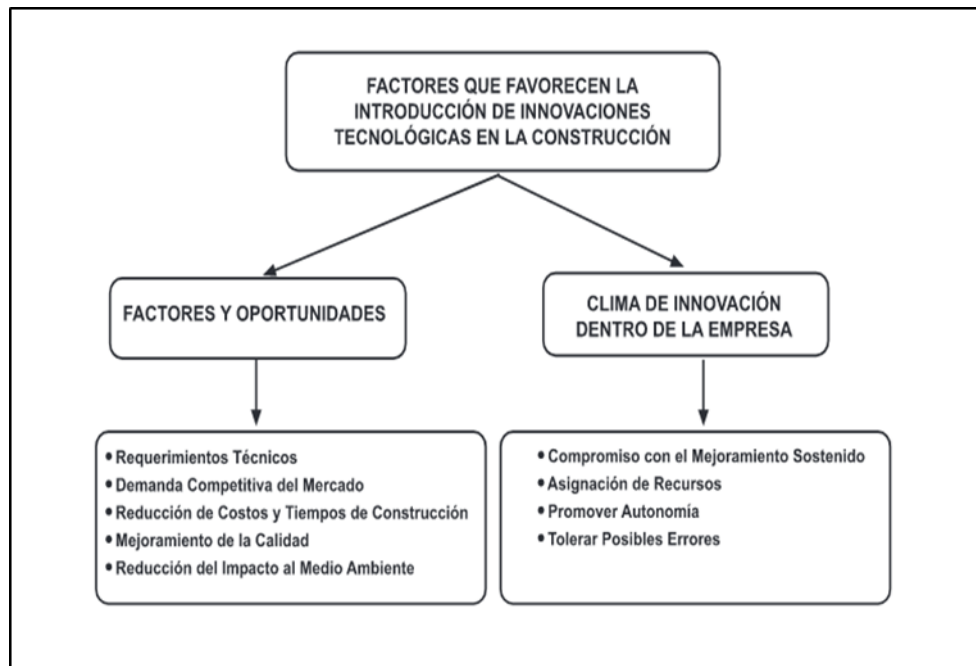 FACTORES QUE FAVORECEN LA
INTRODUCCIÓN DE INNOVACIONES
TECNOLÓGICAS EN LA CONSTRUCCIÓN
FACTORES Y OPORTUNIDADES
CLIMA DE INNOVACIÓN
DENTRO DE LA EMPRESA
• Requerimientos Técnicos
• Demanda Competitiva del Mercado
• Reducción de Costos y Tiempos de Construcción
• Mejoramiento de la Calidad
• Reducción del Impacto al Medio Ambiente
• Compromiso con el Mejoramiento Sostenido
• Asignación de Recursos
• Promover Autonomía
• Tolerar Posibles Errores